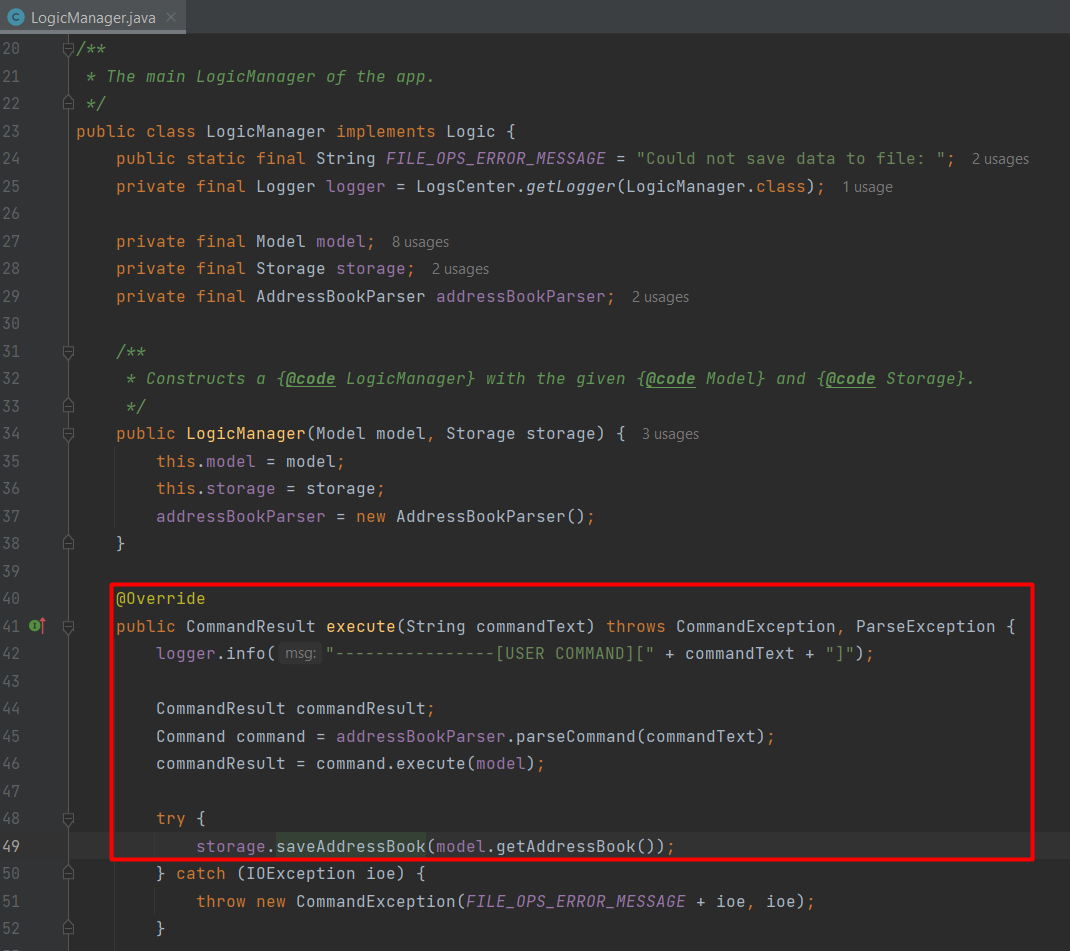 C LogicManager.java ×
20 /**
21 * The main LogicManager of the app.
22 */
23 public class LogicManager implements Logic {
24 public static final String FILE_OPS_ERROR_MESSAGE = "Could not save data to file: "; 2 usages
25 private final Logger logger = LogsCenter.getLogger(LogicManager.class); 1 usage
26
27 private final Model model; 8 usages
28 private final Storage storage; 2 usages
29 private final AddressBookParser addressBookParser; 2 usages
30
31 /**
32 * Constructs a {@code LogicManager} with the given {@code Model} and {@code Storage}.
33 */
34 public LogicManager(Model model, Storage storage) { 3 usages
35 this.model = model;
36 this.storage = storage;
37 addressBookParser = new AddressBookParser();
38 }
39
40 @Override
41 public CommandResult execute(String commandText) throws CommandException, ParseException {
42 logger.info( msg: "----------------[USER COMMAND][" + commandText + "]");
43
44 CommandResult commandResult;
45 Command command = addressBookParser.parseCommand(commandText);
46 commandResult = command.execute(model);
47
48 try {
49 storage.saveAddressBook(model.getAddressBook());
50 } catch (IOException ioe) {
51 throw new CommandException(FILE_OPS_ERROR_MESSAGE + ioe, ioe);
52 }